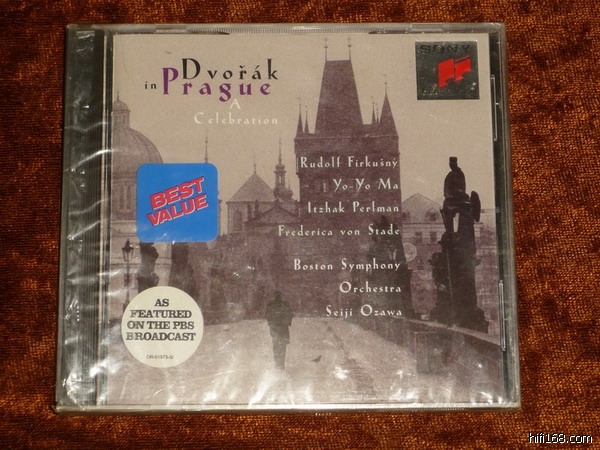 Dvořák
in Prague
A
Celebration
SONY
Rudolf Firkušný
Yo-Yo Ma
Itzhak Perlman
Frederica von Stade
Boston Symphony
Orchestra
Seiji Ozawa
BEST
VALUE
AS
FEATURED
ON THE PBS
BROADCAST
hifi168.com